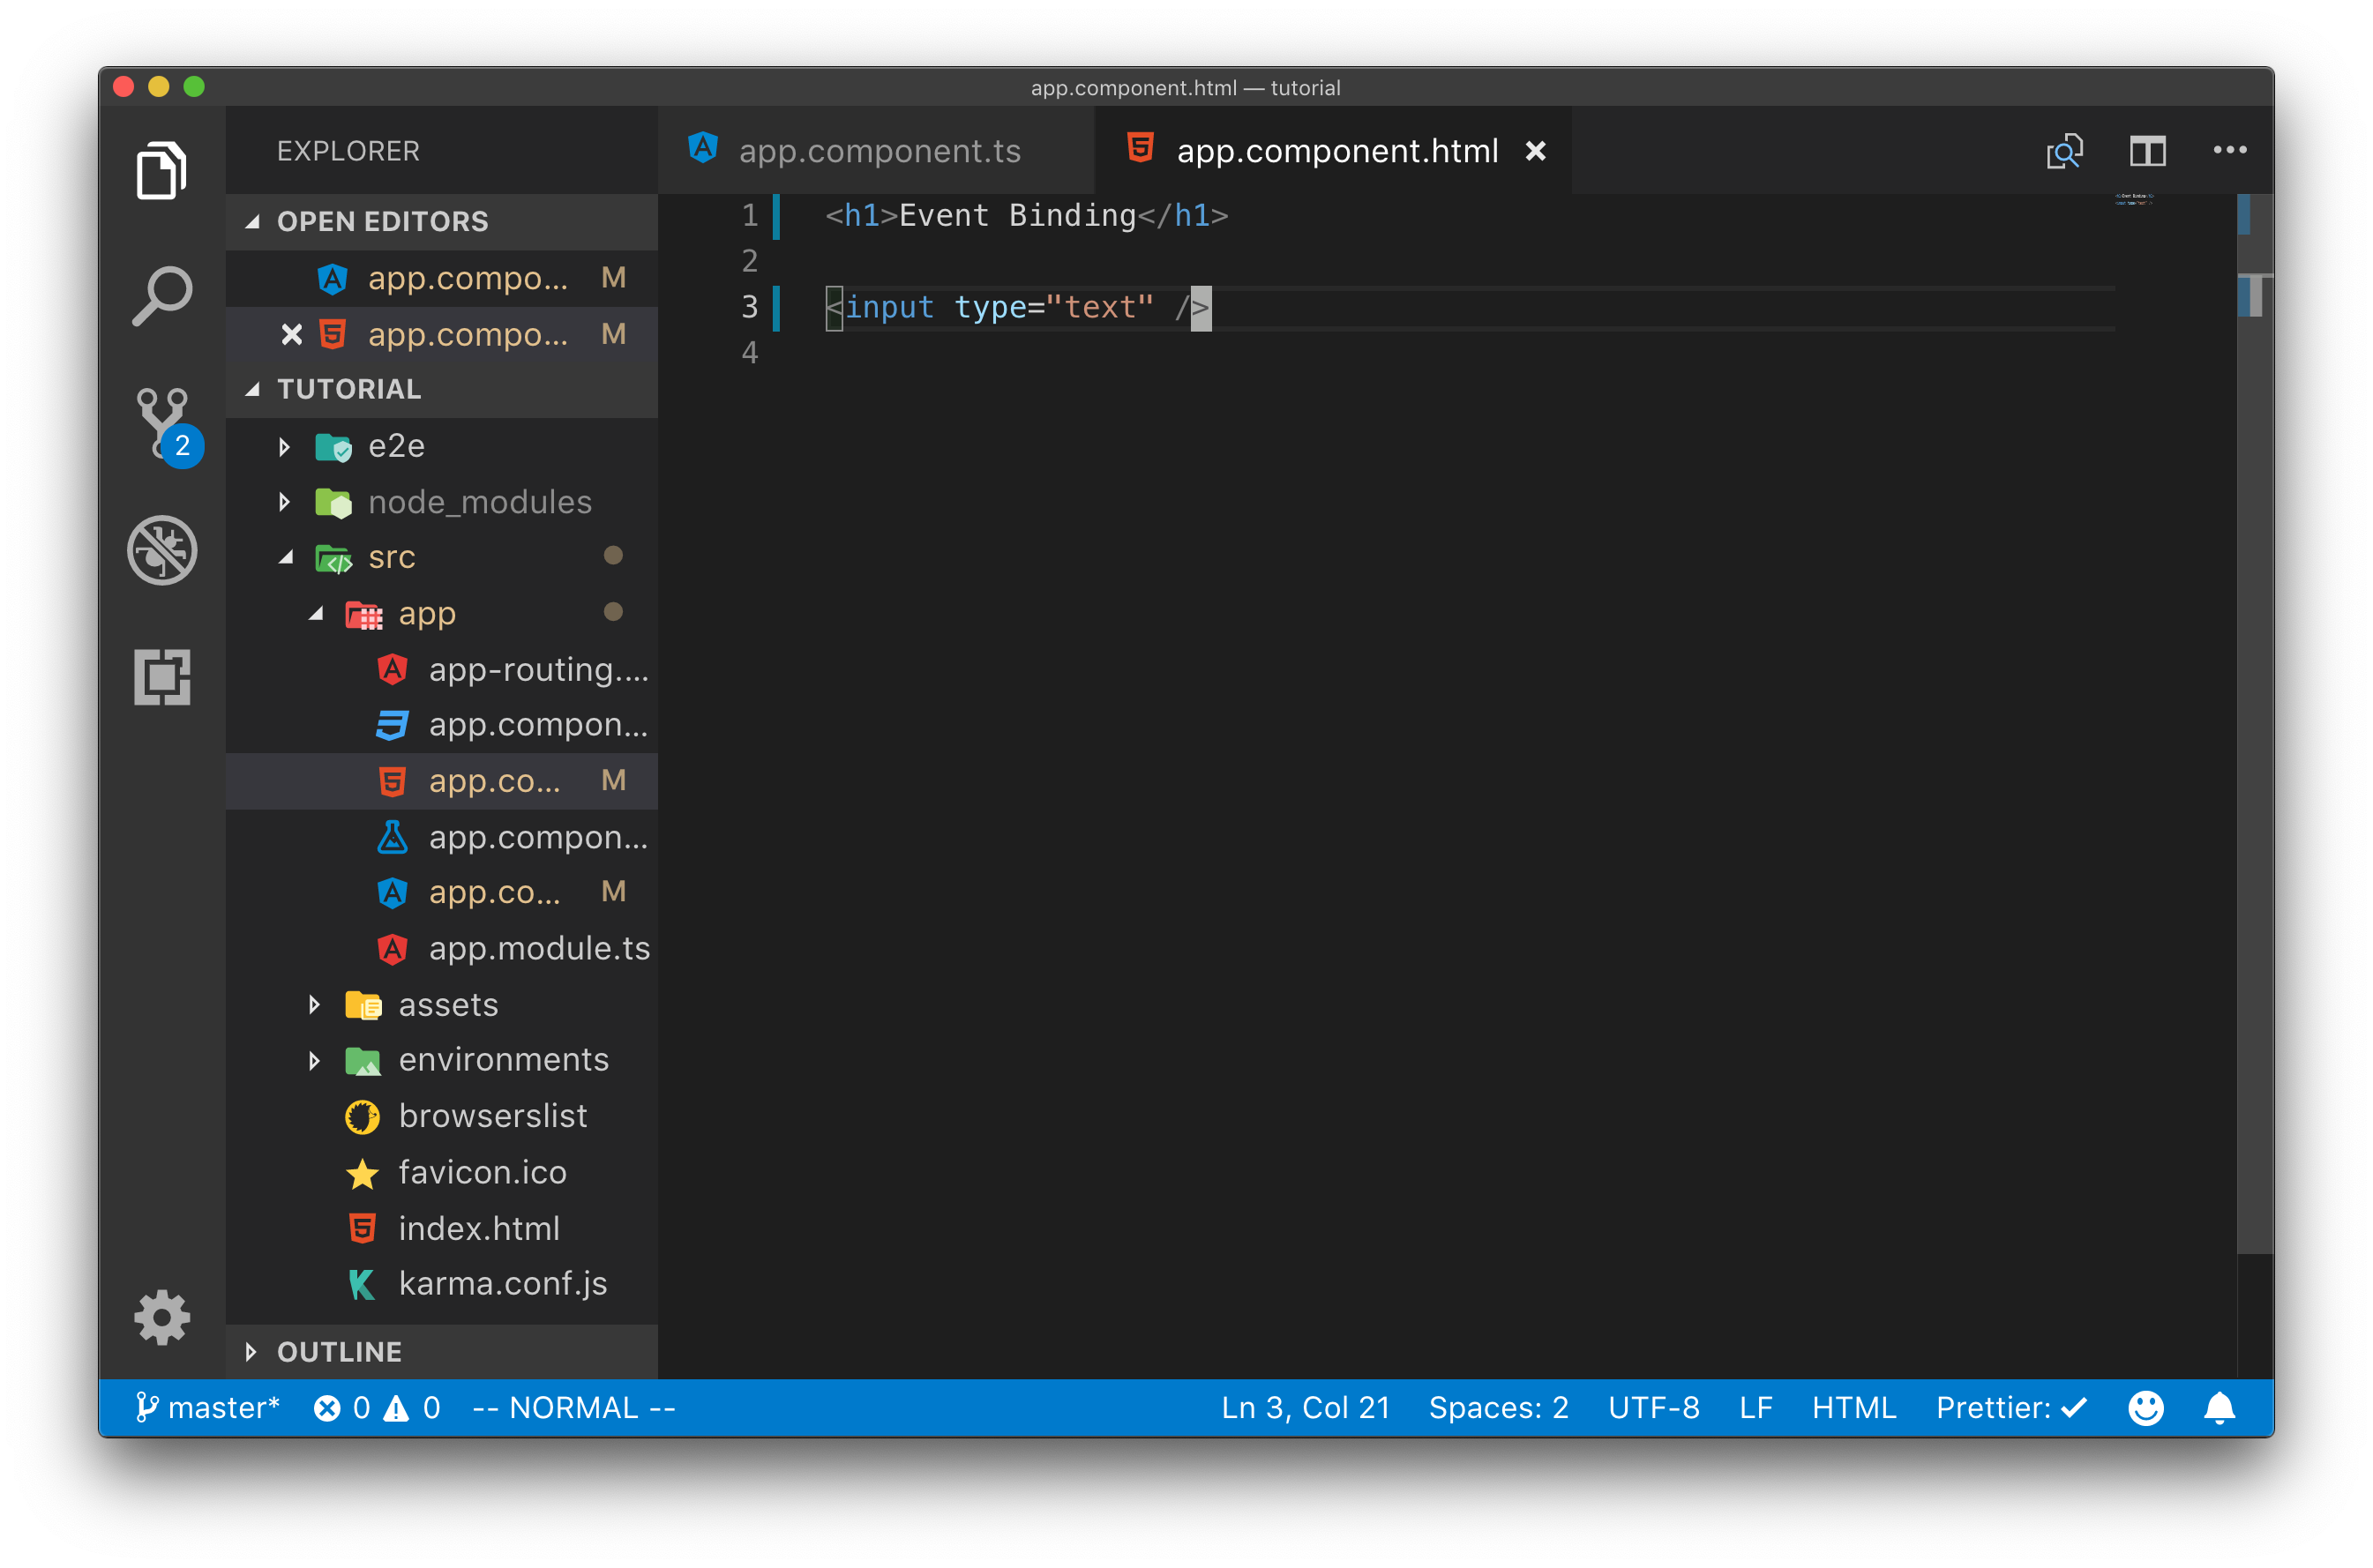 app.component.html — tutorial
EXPLORER
OPEN EDITORS
app.compo... M
app.compo... M
TUTORIAL
e2e
node_modules
src
app
app-routing....
app.compon...
app.co... M
app.compon...
app.co... M
app.module.ts
assets
environments
browserslist
favicon.ico
index.html
karma.conf.js
OUTLINE
2
app.component.ts
app.component.html
1 <h1>Event Binding</h1>
2
3 <input type="text" />
4
master* 0 0 -- NORMAL -- Ln 3, Col 21 Spaces: 2 UTF-8 LF HTML Prettier: ✓